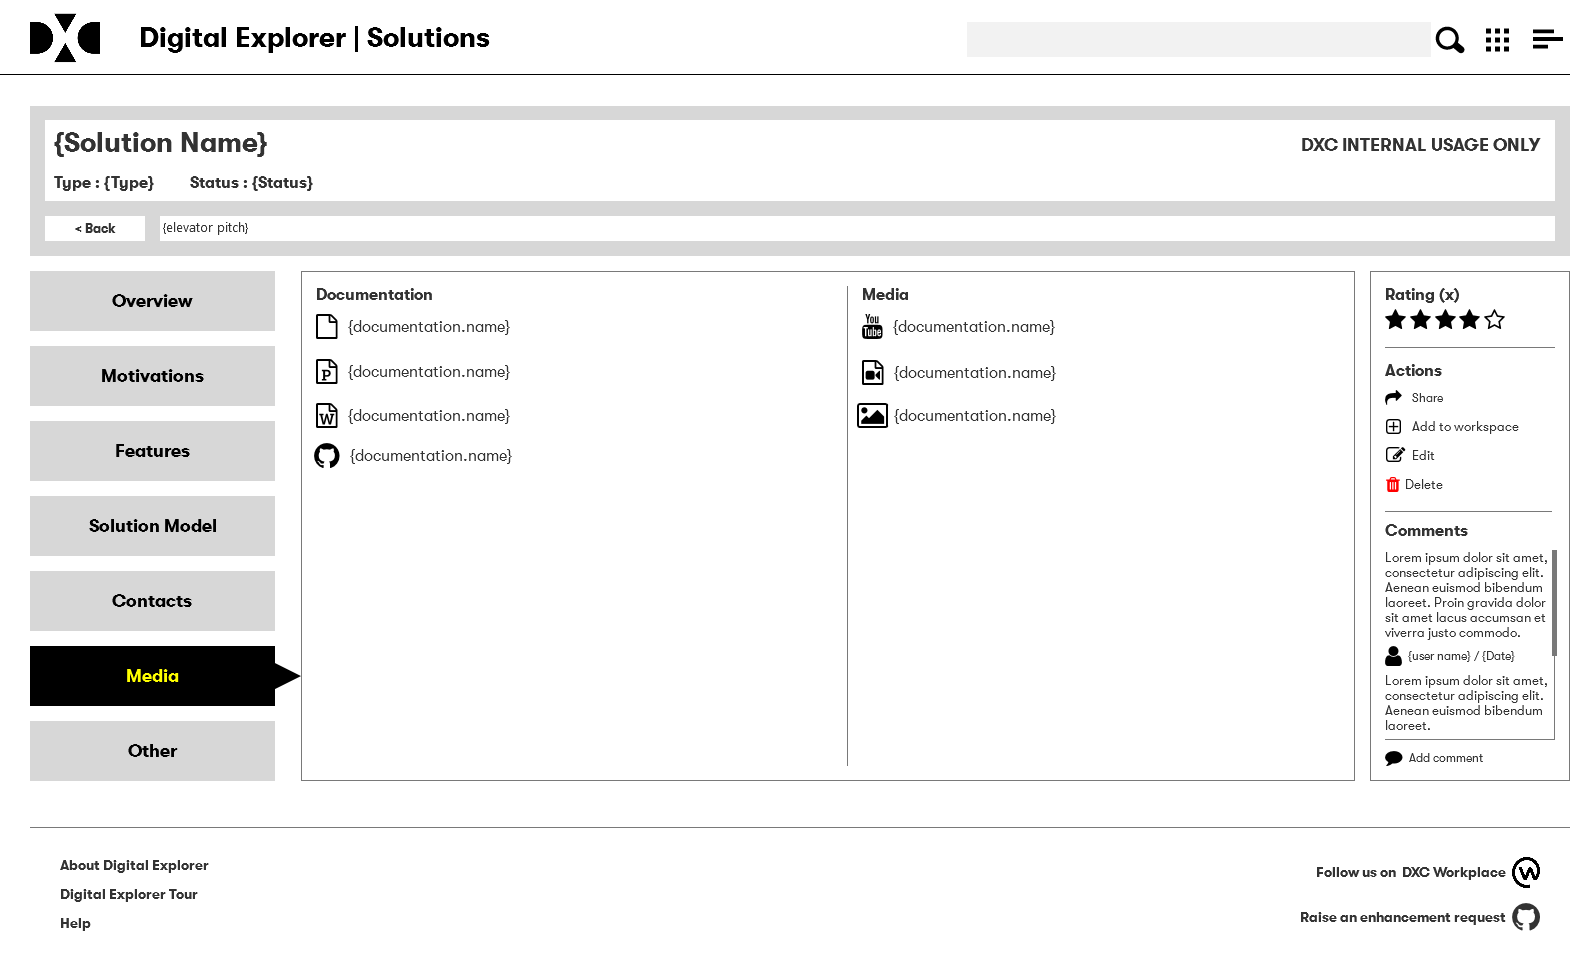 DXC
Digital Explorer | Solutions
{Solution Name}
DXC INTERNAL USAGE ONLY
Type : {Type}
Status : {Status}
< Back
{elevator pitch}
Overview
Motivations
Features
Solution Model
Contacts
Media
Other
Documentation
{documentation.name}
P
{documentation.name}
W
{documentation.name}
{documentation.name}
Media
You
Tube
{documentation.name}
{documentation.name}
{documentation.name}
Rating (x)
Actions
Share
Add to workspace
Edit
Delete
Comments
Lorem ipsum dolor sit amet,
consectetur adipiscing elit.
Aenean euismod bibendum
laoreet. Proin gravida dolor
sit amet lacus accumsan et
viverra justo commodo.
{user name} / {Date}
Lorem ipsum dolor sit amet,
consectetur adipiscing elit.
Aenean euismod bibendum
laoreet.
Add comment
About Digital Explorer
Digital Explorer Tour
Help
Follow us on DXC Workplace
Raise an enhancement request